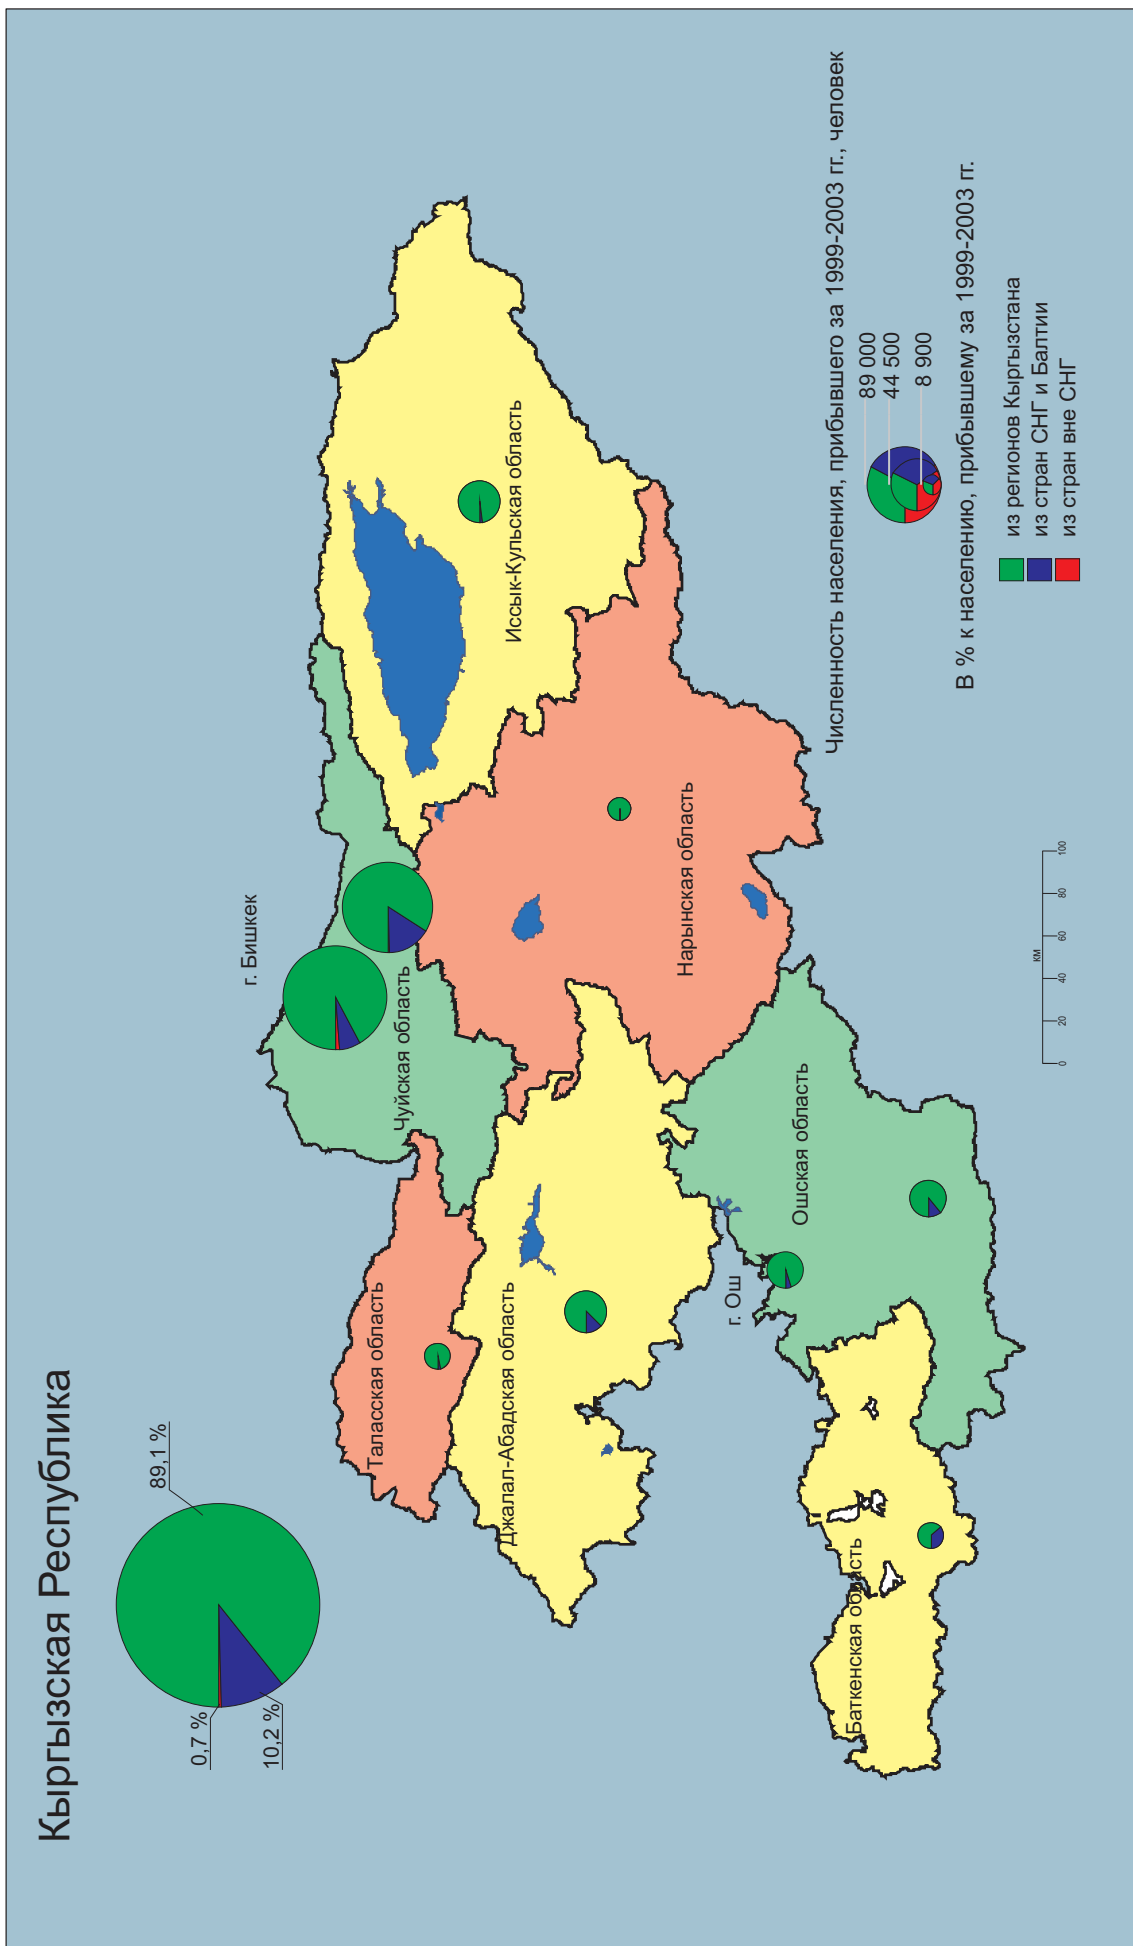 Кыргызская Республика
89,1 %
0,7 %
10,2 %
г. Бишкек
Чуйская область
Таласская область
Иссык-Кульская область
Джалал-Абадская область
Нарынская область
г. Ош
Ошская область
Баткенская область
Численность населения, прибывшего за 1999-2003 гг., человек
89 000
44 500
8 900
В % к населению, прибывшему за 1999-2003 гг.
из регионов Кыргызстана
из стран СНГ и Балтии
из стран вне СНГ
км
0 20 40 60 80 100